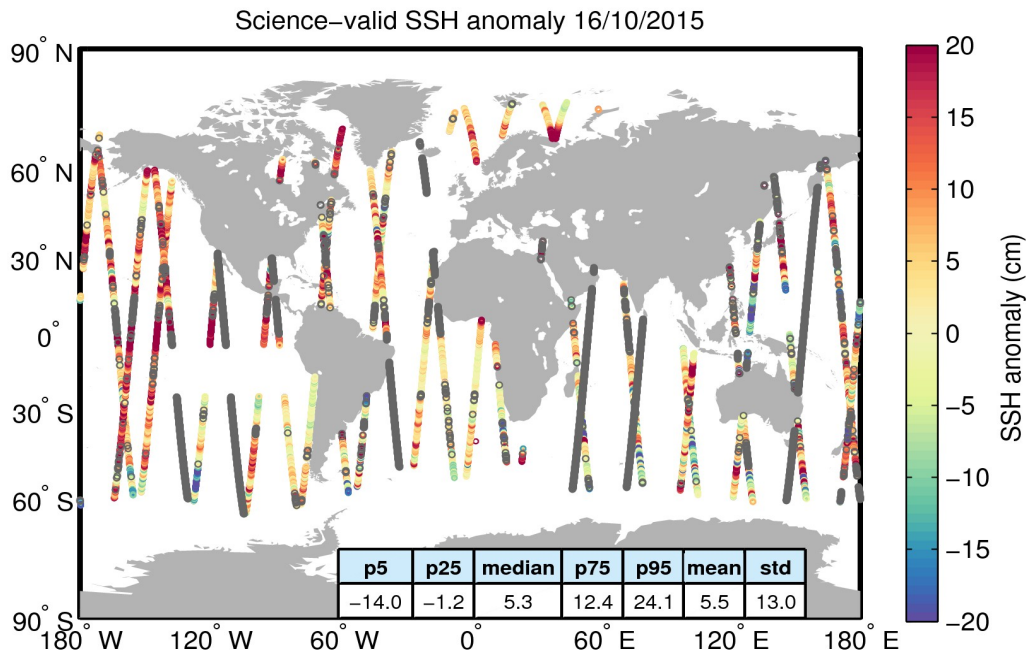 Science−valid SSH anomaly 16/10/2015
90° N
60° N
30° N
0°
30° S
60° S
90° S
180° W
120° W
60° W
0°
60° E
120° E
180° E
p5 p25 median p75 p95 mean std
−14.0 −1.2 5.3 12.4 24.1 5.5 13.0
20
15
10
5
0
−5
−10
−15
−20
SSH anomaly (cm)